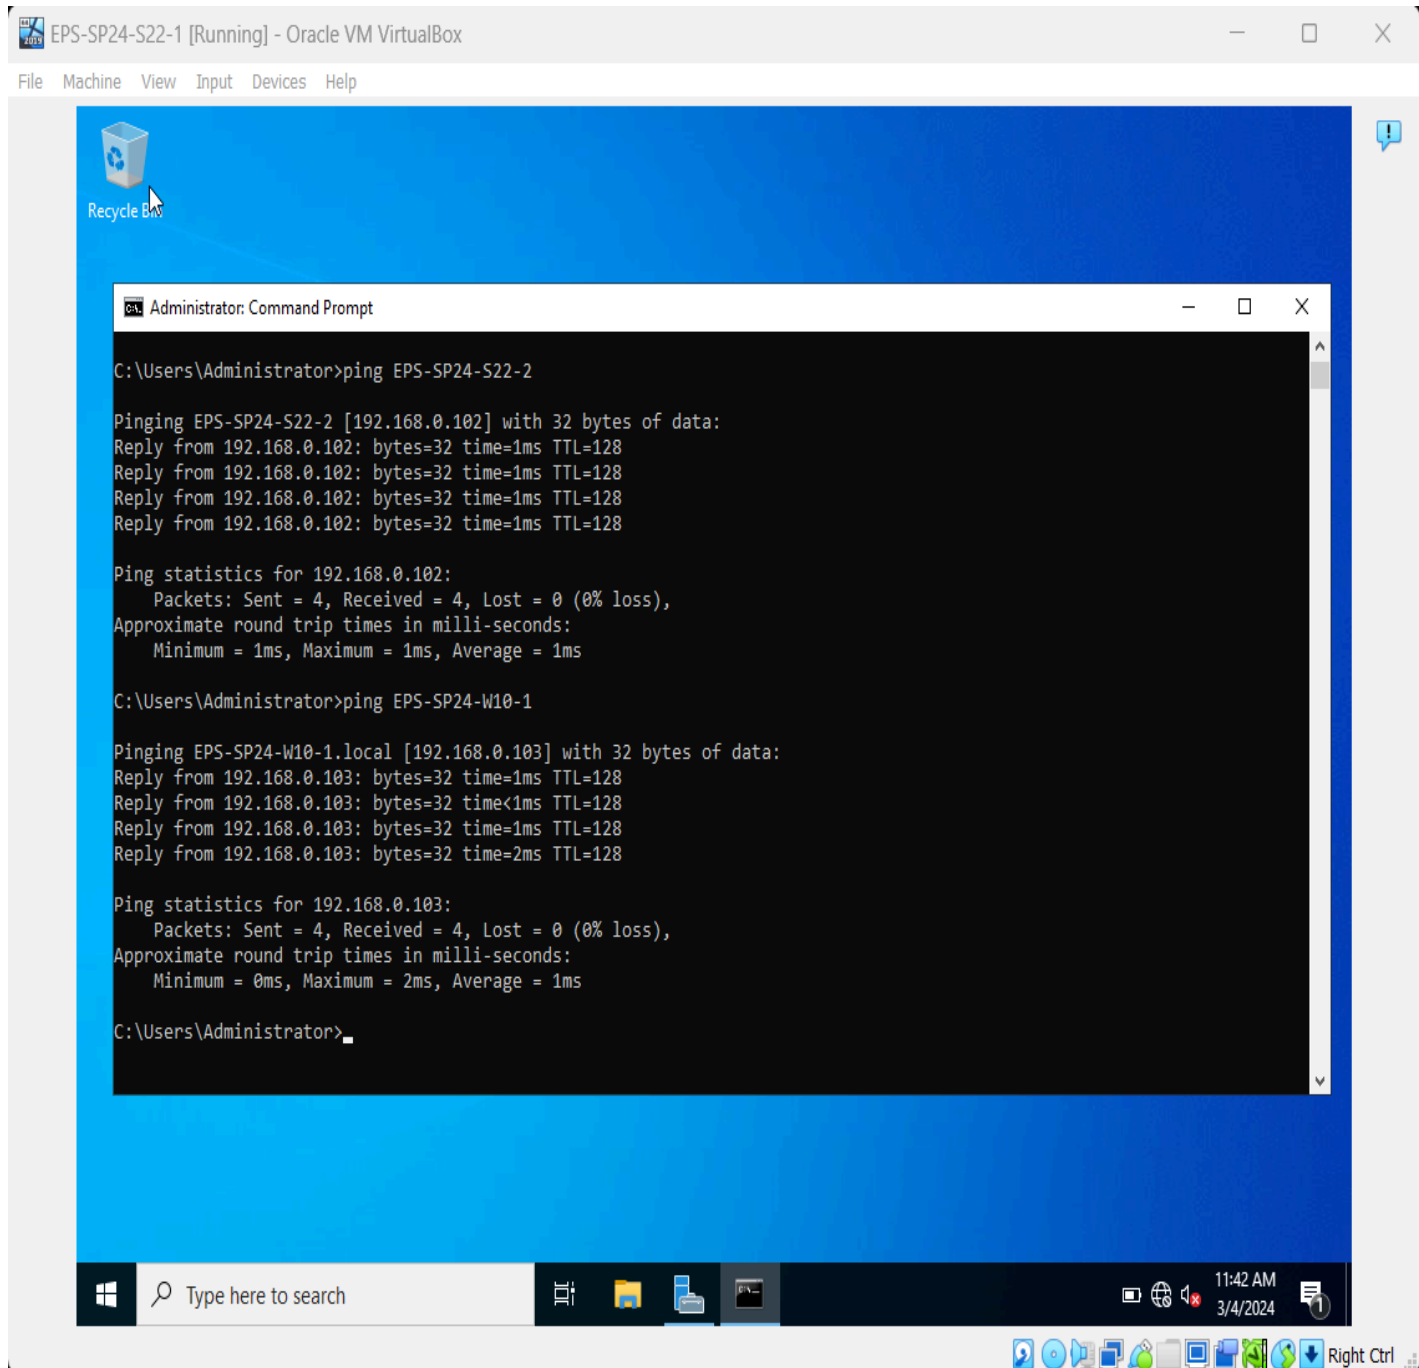 EPS-SP24-S22-1 [Running] - Oracle VM VirtualBox
File Machine View Input Devices Help
Recycle Bin
Administrator: Command Prompt
C:\Users\Administrator>ping EPS-SP24-S22-2
Pinging EPS-SP24-S22-2 [192.168.0.102] with 32 bytes of data:
Reply from 192.168.0.102: bytes=32 time=1ms TTL=128
Reply from 192.168.0.102: bytes=32 time=1ms TTL=128
Reply from 192.168.0.102: bytes=32 time=1ms TTL=128
Reply from 192.168.0.102: bytes=32 time=1ms TTL=128
Ping statistics for 192.168.0.102:
Packets: Sent = 4, Received = 4, Lost = 0 (0% loss),
Approximate round trip times in milli-seconds:
Minimum = 1ms, Maximum = 1ms, Average = 1ms
C:\Users\Administrator>ping EPS-SP24-W10-1
Pinging EPS-SP24-W10-1.local [192.168.0.103] with 32 bytes of data:
Reply from 192.168.0.103: bytes=32 time=1ms TTL=128
Reply from 192.168.0.103: bytes=32 time<1ms TTL=128
Reply from 192.168.0.103: bytes=32 time=1ms TTL=128
Reply from 192.168.0.103: bytes=32 time=2ms TTL=128
Ping statistics for 192.168.0.103:
Packets: Sent = 4, Received = 4, Lost = 0 (0% loss),
Approximate round trip times in milli-seconds:
Minimum = 0ms, Maximum = 2ms, Average = 1ms
C:\Users\Administrator>
Type here to search
11:42 AM
3/4/2024
1
Right Ctrl